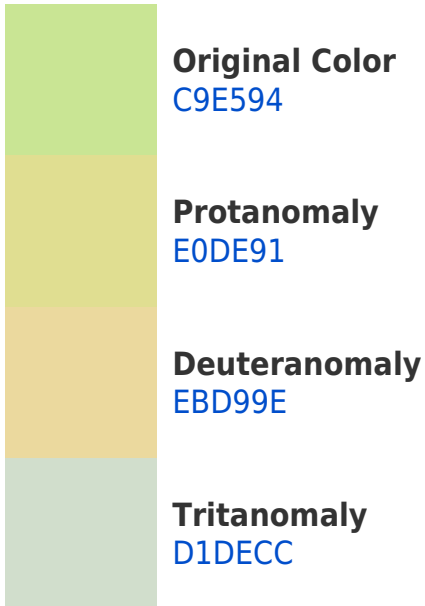 Original Color
C9E594
Protanomaly
E0DE91
Deuteranomaly
EBD99E
Tritanomaly
D1DECC